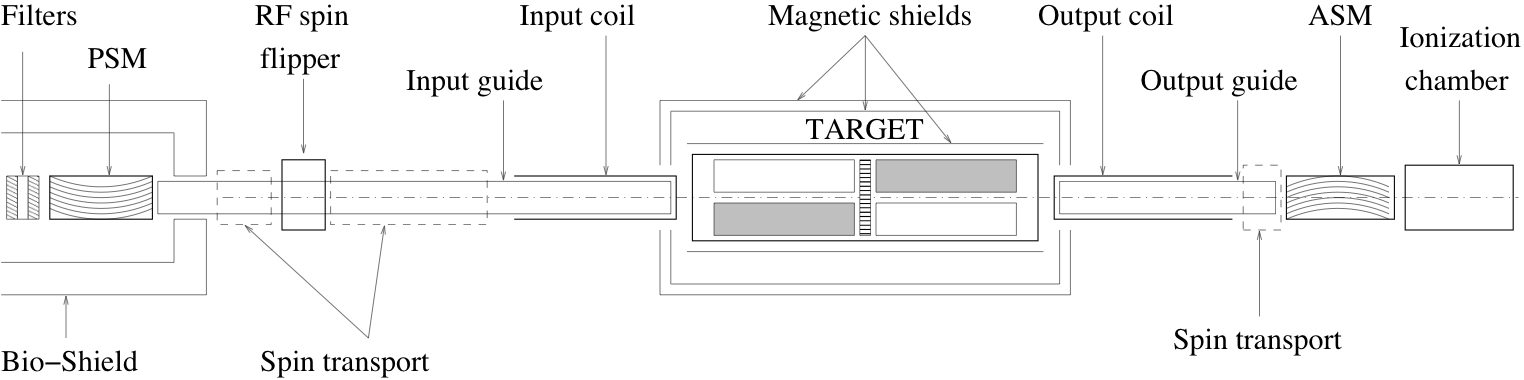 Filters
PSM
RF spin
flipper
Input guide
Input coil
Magnetic shields
TARGET
Output coil
Output guide
ASM
Ionization
chamber
Bio−Shield
Spin transport
Spin transport